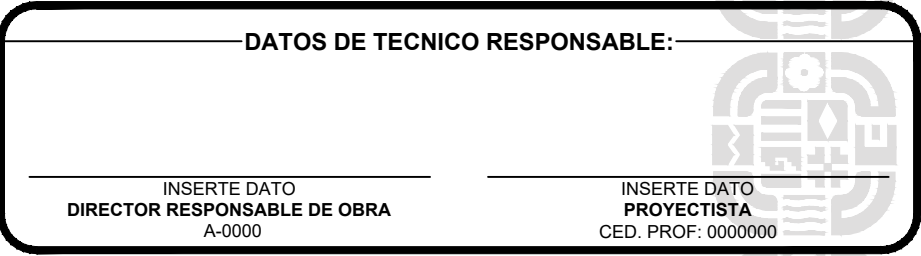 DATOS DE TECNICO RESPONSABLE:
INSERTE DATO
DIRECTOR RESPONSABLE DE OBRA
A-0000
INSERTE DATO
PROYECTISTA
CED. PROF: 0000000